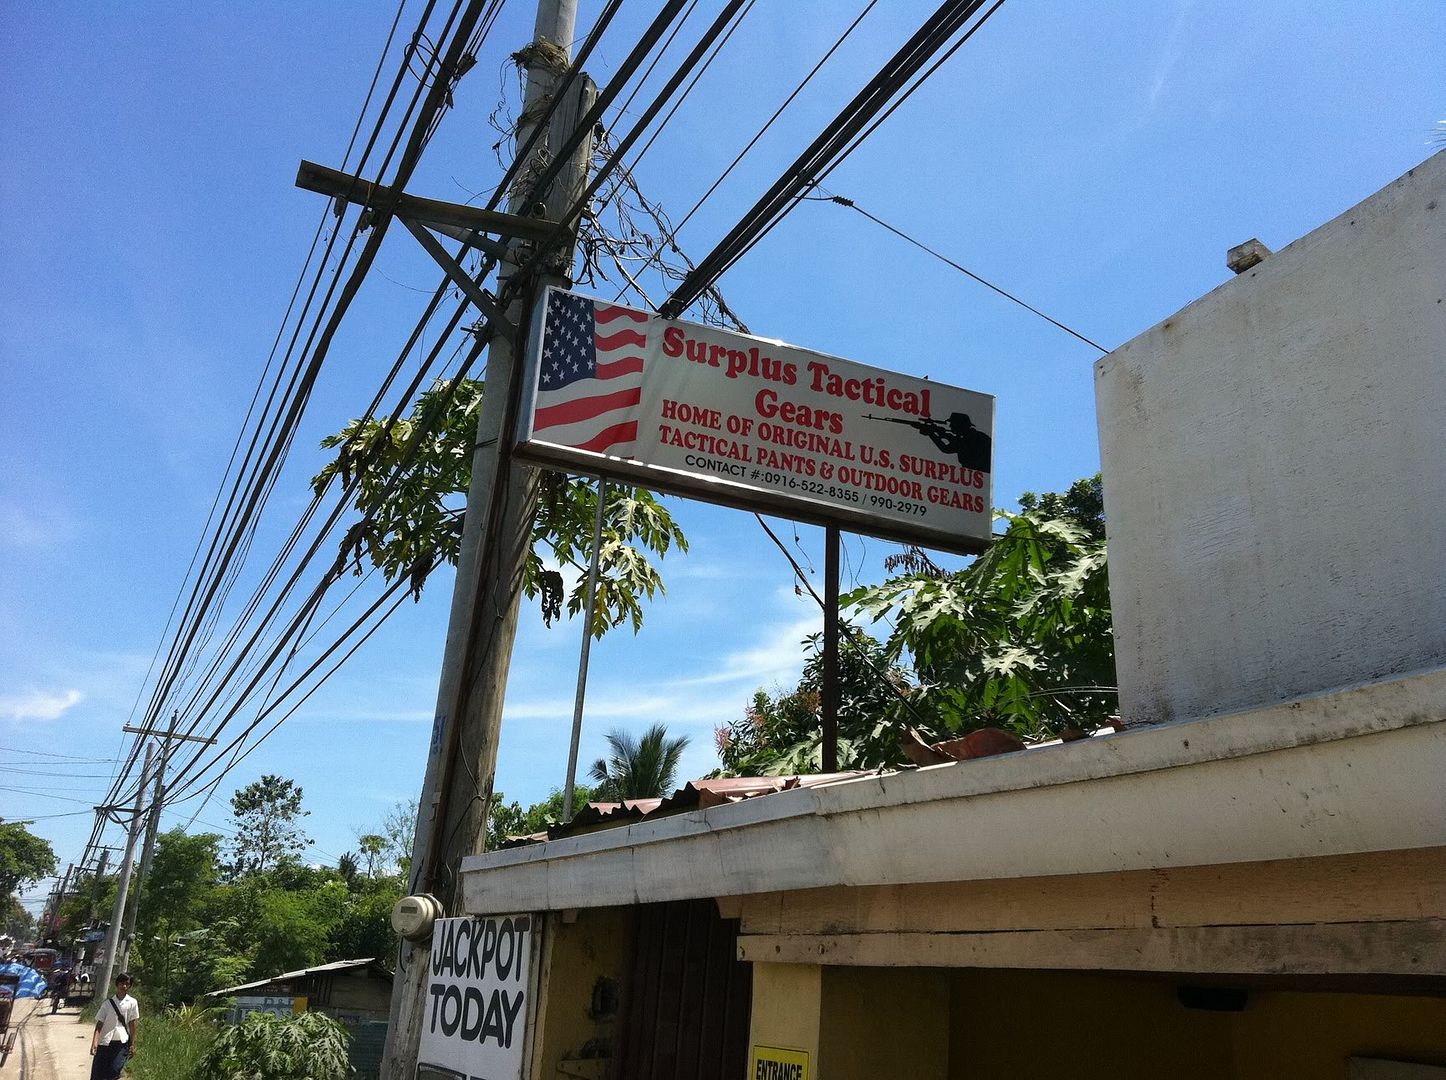 Surplus Tactical
Gears
HOME OF ORIGINAL U.S. SURPLUS
TACTICAL PANTS & OUTDOOR GEARS
CONTACT #:0916-522-8355 / 990-2979
JACKPOT
TODAY
ENTRANCE